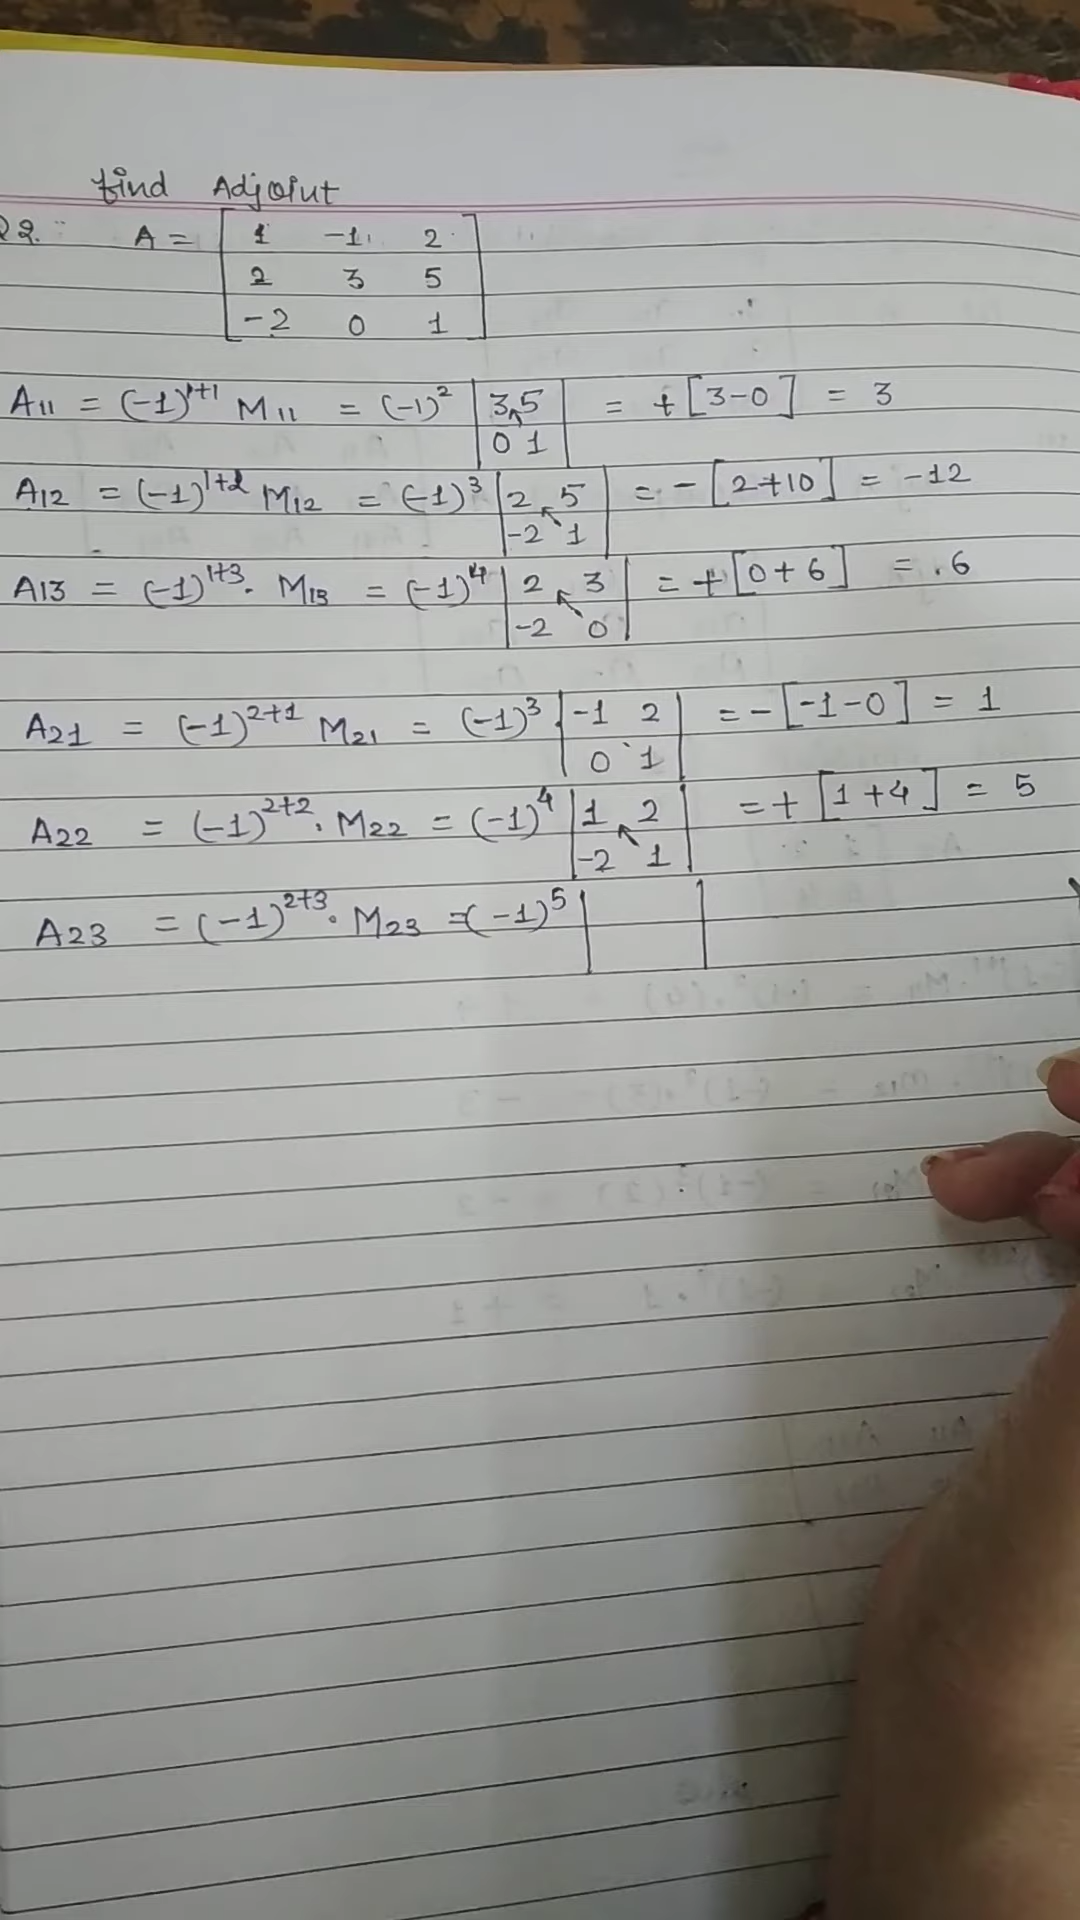 find Adjoint
Q2. A = [ 1 -1 2
2 3 5
-2 0 1 ]
A11 = (-1)^1+1 M11 = (-1)^2 | 3 5 | = +[3-0] = 3
0 1
A12 = (-1)^1+2 M12 = (-1)^3 | 2 5 | = -[2+10] = -12
-2 1
A13 = (-1)^1+3 . M13 = (-1)^4 | 2 3 | = +[0+6] = .6
-2 0
A21 = (-1)^2+1 M21 = (-1)^3 | -1 2 | = -[-1-0] = 1
0 1
A22 = (-1)^2+2 . M22 = (-1)^4 | 1 2 | = +[1+4] = 5
-2 1
A23 = (-1)^2+3 . M23 = (-1)^5 | |